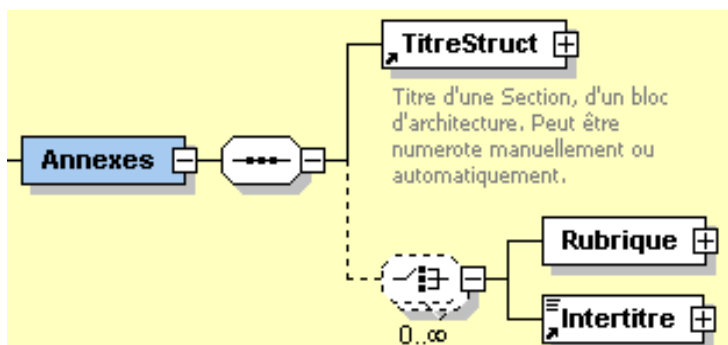 TitreStruct
Titre d'une Section, d'un bloc
d'architecture. Peut être
numerote manuellement ou
automatiquement.
Annexes
Rubrique
Intertitre
0..∞